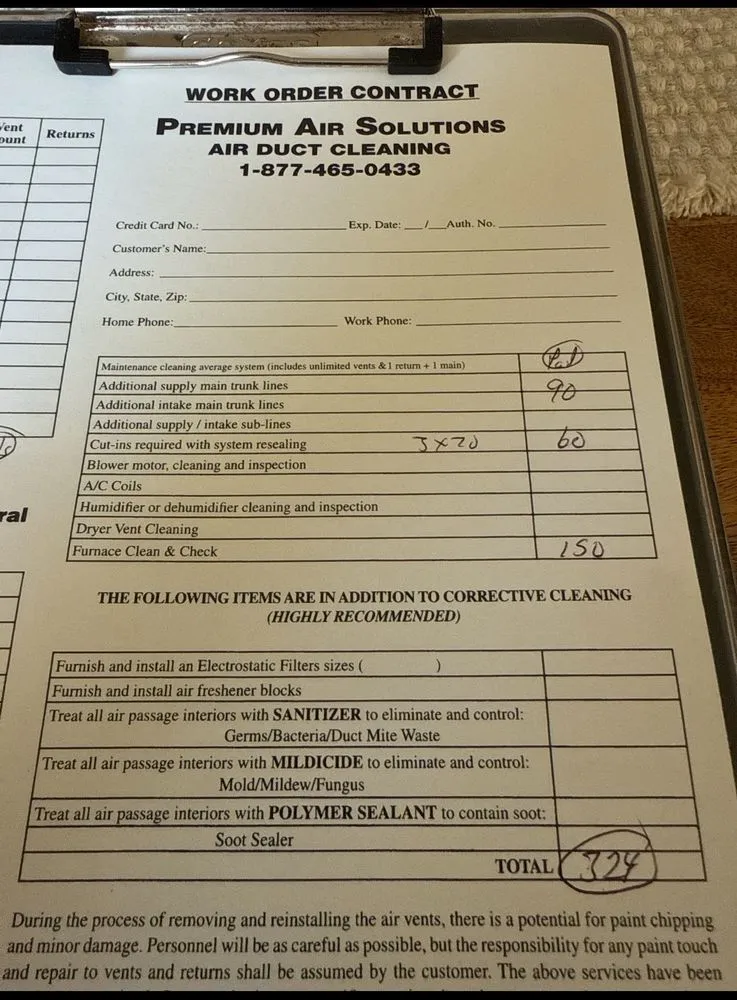 Vent
ount
Returns
WORK ORDER CONTRACT
PREMIUM AIR SOLUTIONS
AIR DUCT CLEANING
1-877-465-0433
Credit Card No.: Exp. Date: __/__ Auth. No.
Customer's Name:
Address:
City, State, Zip:
Home Phone: Work Phone:
Maintenance cleaning average system (includes unlimited vents & 1 return + 1 main) Pd
Additional supply main trunk lines 90
Additional intake main trunk lines
Additional supply / intake sub-lines
Cut-ins required with system resealing 3x20 60
Blower motor, cleaning and inspection
A/C Coils
Humidifier or dehumidifier cleaning and inspection
Dryer Vent Cleaning
Furnace Clean & Check 150
ral
THE FOLLOWING ITEMS ARE IN ADDITION TO CORRECTIVE CLEANING
(HIGHLY RECOMMENDED)
Furnish and install an Electrostatic Filters sizes ( )
Furnish and install air freshener blocks
Treat all air passage interiors with SANITIZER to eliminate and control:
Germs/Bacteria/Duct Mite Waste
Treat all air passage interiors with MILDICIDE to eliminate and control:
Mold/Mildew/Fungus
Treat all air passage interiors with POLYMER SEALANT to contain soot:
Soot Sealer
TOTAL 324
During the process of removing and reinstalling the air vents, there is a potential for paint chipping
and minor damage. Personnel will be as careful as possible, but the responsibility for any paint touch
and repair to vents and returns shall be assumed by the customer. The above services have been